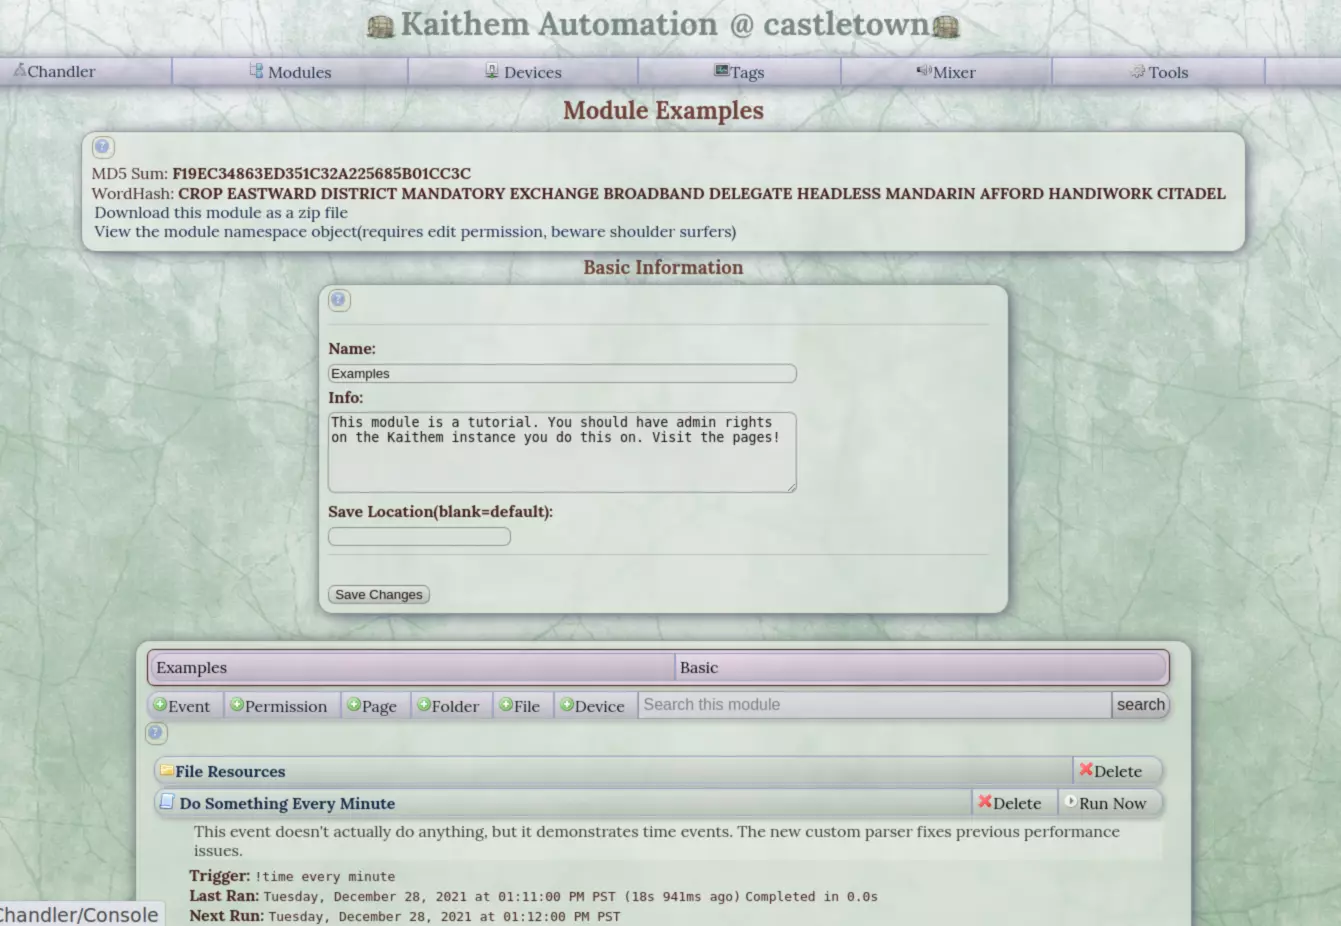 Kaithem Automation @ castletown
Chandler Modules Devices Tags Mixer Tools
Module Examples
?
MD5 Sum: F19EC34863ED351C32A225685B01CC3C
WordHash: CROP EASTWARD DISTRICT MANDATORY EXCHANGE BROADBAND DELEGATE HEADLESS MANDARIN AFFORD HANDIWORK CITADEL
Download this module as a zip file
View the module namespace object(requires edit permission, beware shoulder surfers)
Basic Information
?
Name:
Examples
Info:
This module is a tutorial. You should have admin rights
on the Kaithem instance you do this on. Visit the pages!
Save Location(blank=default):
Save Changes
Examples Basic
Event Permission Page Folder File Device Search this module search
?
File Resources Delete
Do Something Every Minute Delete Run Now
This event doesn't actually do anything, but it demonstrates time events. The new custom parser fixes previous performance
issues.
Trigger: !time every minute
Last Ran: Tuesday, December 28, 2021 at 01:11:00 PM PST (18s 941ms ago) Completed in 0.0s
Next Run: Tuesday, December 28, 2021 at 01:12:00 PM PST
Chandler/Console